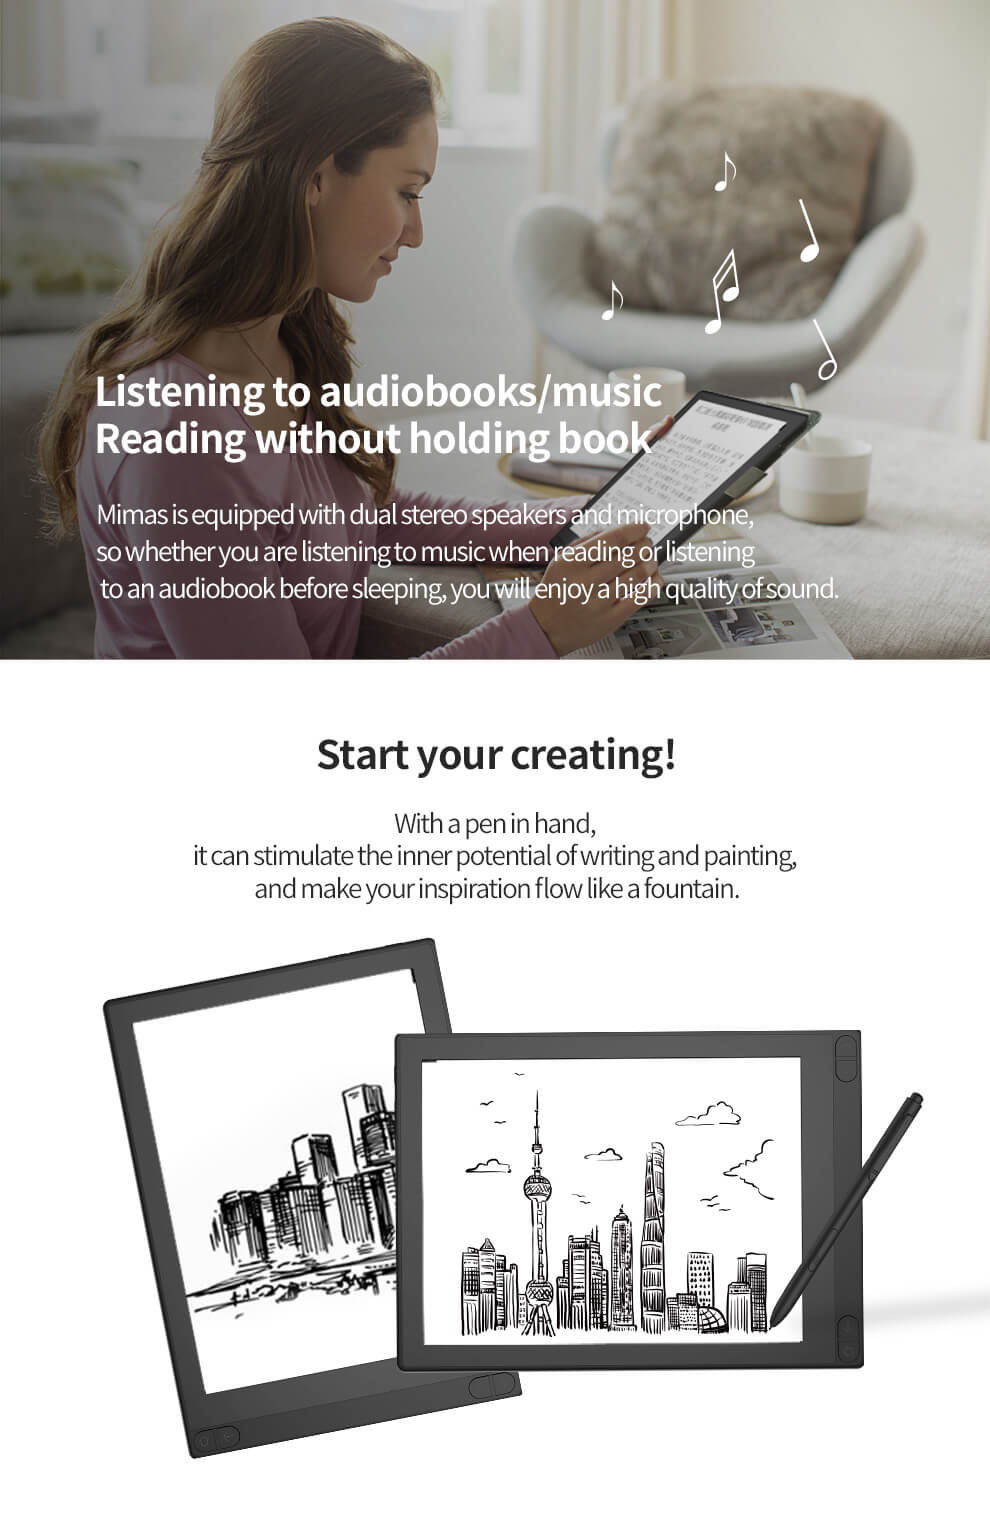 Listening to audiobooks/music
Reading without holding book
Mimas is equipped with dual stereo speakers and microphone,
so whether you are listening to music when reading or listening
to an audiobook before sleeping, you will enjoy a high quality of sound.
Start your creating!
With a pen in hand,
it can stimulate the inner potential of writing and painting,
and make your inspiration flow like a fountain.